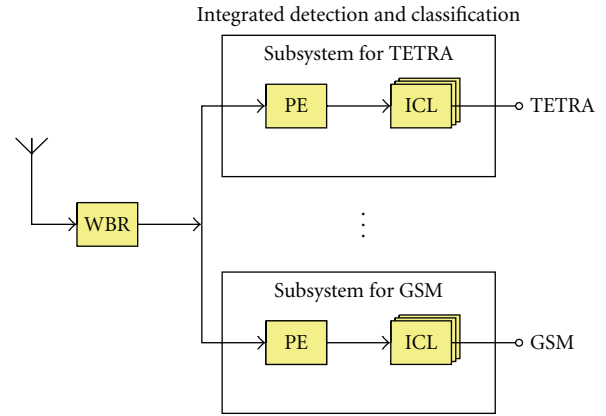 Integrated detection and classification
Subsystem for TETRA
PE
ICL
TETRA
WBR
Subsystem for GSM
PE
ICL
GSM